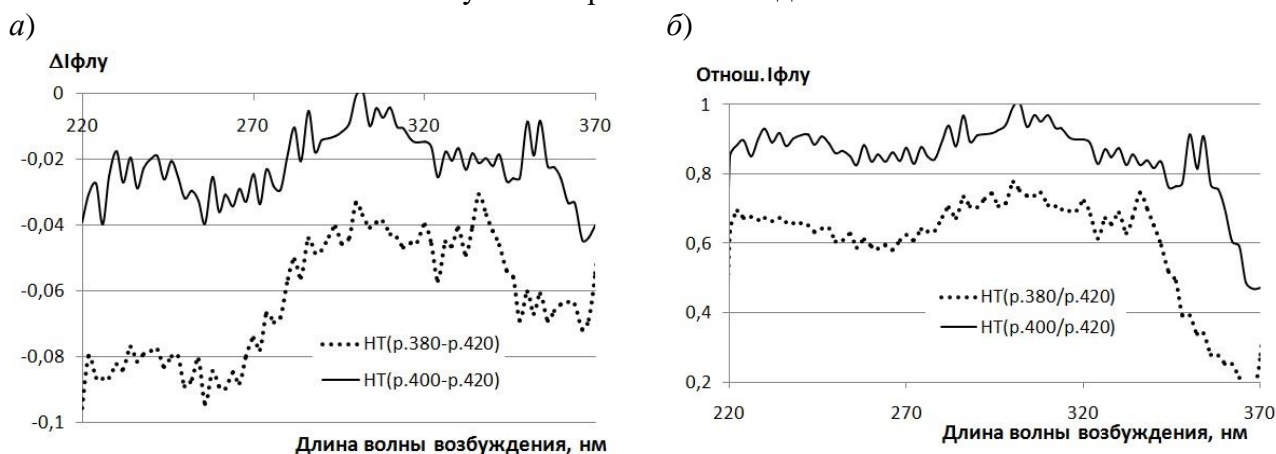 а)
б)
ΔIфлу
0
220
270
320
370
-0,02
-0,04
-0,06
-0,08
-0,1
НТ(р.380-р.420)
НТ(р.400-р.420)
Длина волны возбуждения, нм
Отнош.Iфлу
1
0,8
0,6
0,4
0,2
НТ(р.380/р.420)
НТ(р.400/р.420)
220
270
320
370
Длина волны возбуждения, нм